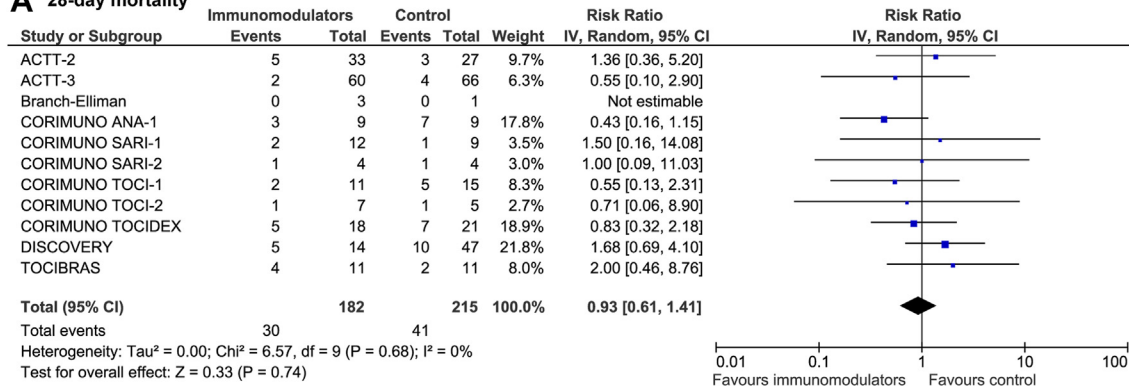 A 28-day mortality
Immunomodulators Control Risk Ratio Risk Ratio
Study or Subgroup Events Total Events Total Weight IV, Random, 95% CI IV, Random, 95% CI
ACTT-2 5 33 3 27 9.7% 1.36 [0.36, 5.20]
ACTT-3 2 60 4 66 6.3% 0.55 [0.10, 2.90]
Branch-Elliman 0 3 0 1 Not estimable
CORIMUNO ANA-1 3 9 7 9 17.8% 0.43 [0.16, 1.15]
CORIMUNO SARI-1 2 12 1 9 3.5% 1.50 [0.16, 14.08]
CORIMUNO SARI-2 1 4 1 4 3.0% 1.00 [0.09, 11.03]
CORIMUNO TOCI-1 2 11 5 15 8.3% 0.55 [0.13, 2.31]
CORIMUNO TOCI-2 1 7 1 5 2.7% 0.71 [0.06, 8.90]
CORIMUNO TOCIDEX 5 18 7 21 18.9% 0.83 [0.32, 2.18]
DISCOVERY 5 14 10 47 21.8% 1.68 [0.69, 4.10]
TOCIBRAS 4 11 2 11 8.0% 2.00 [0.46, 8.76]
Total (95% CI) 182 215 100.0% 0.93 [0.61, 1.41]
Total events 30 41
Heterogeneity: Tau² = 0.00; Chi² = 6.57, df = 9 (P = 0.68); I² = 0%
Test for overall effect: Z = 0.33 (P = 0.74)
0.01 0.1 1 10 100
Favours immunomodulators Favours control